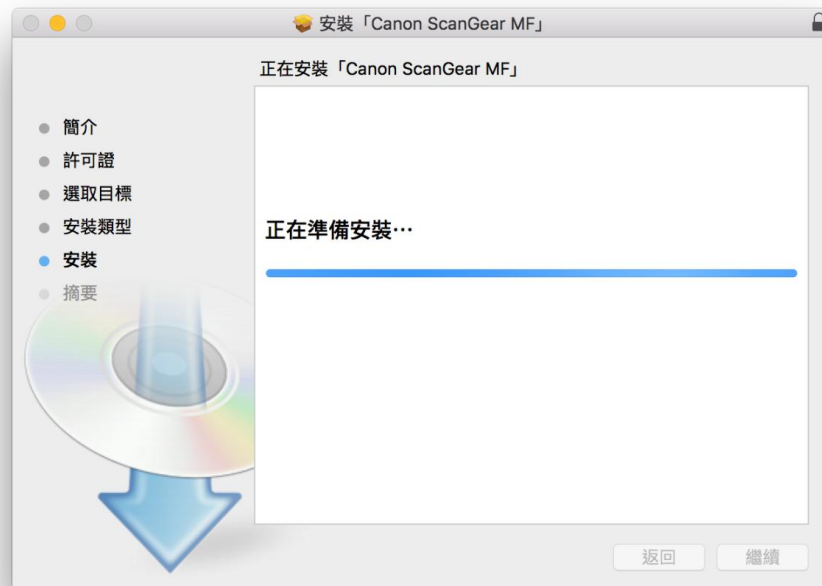 安裝「Canon ScanGear MF」
正在安裝「Canon ScanGear MF」
簡介
許可證
選取目標
安裝類型
安裝
摘要
正在準備安裝⋯
返回
繼續